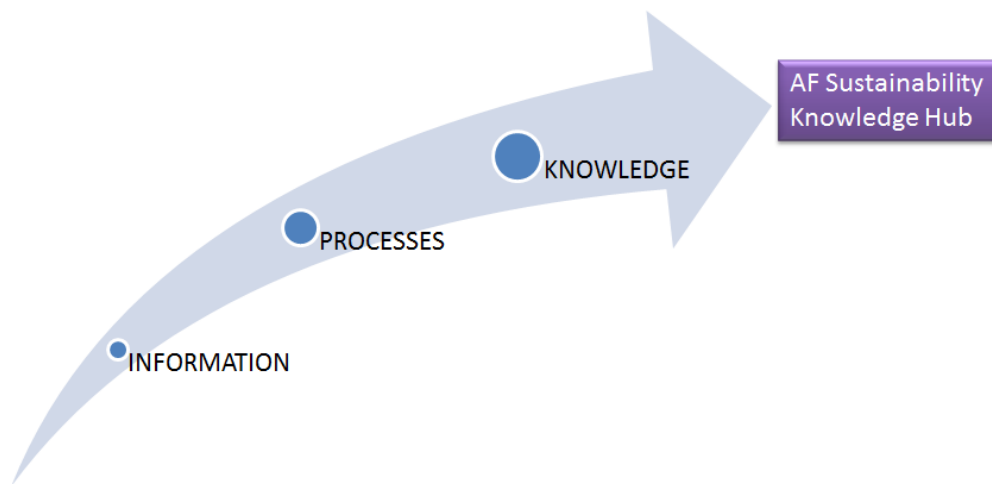 AF Sustainability
Knowledge Hub
KNOWLEDGE
PROCESSES
INFORMATION